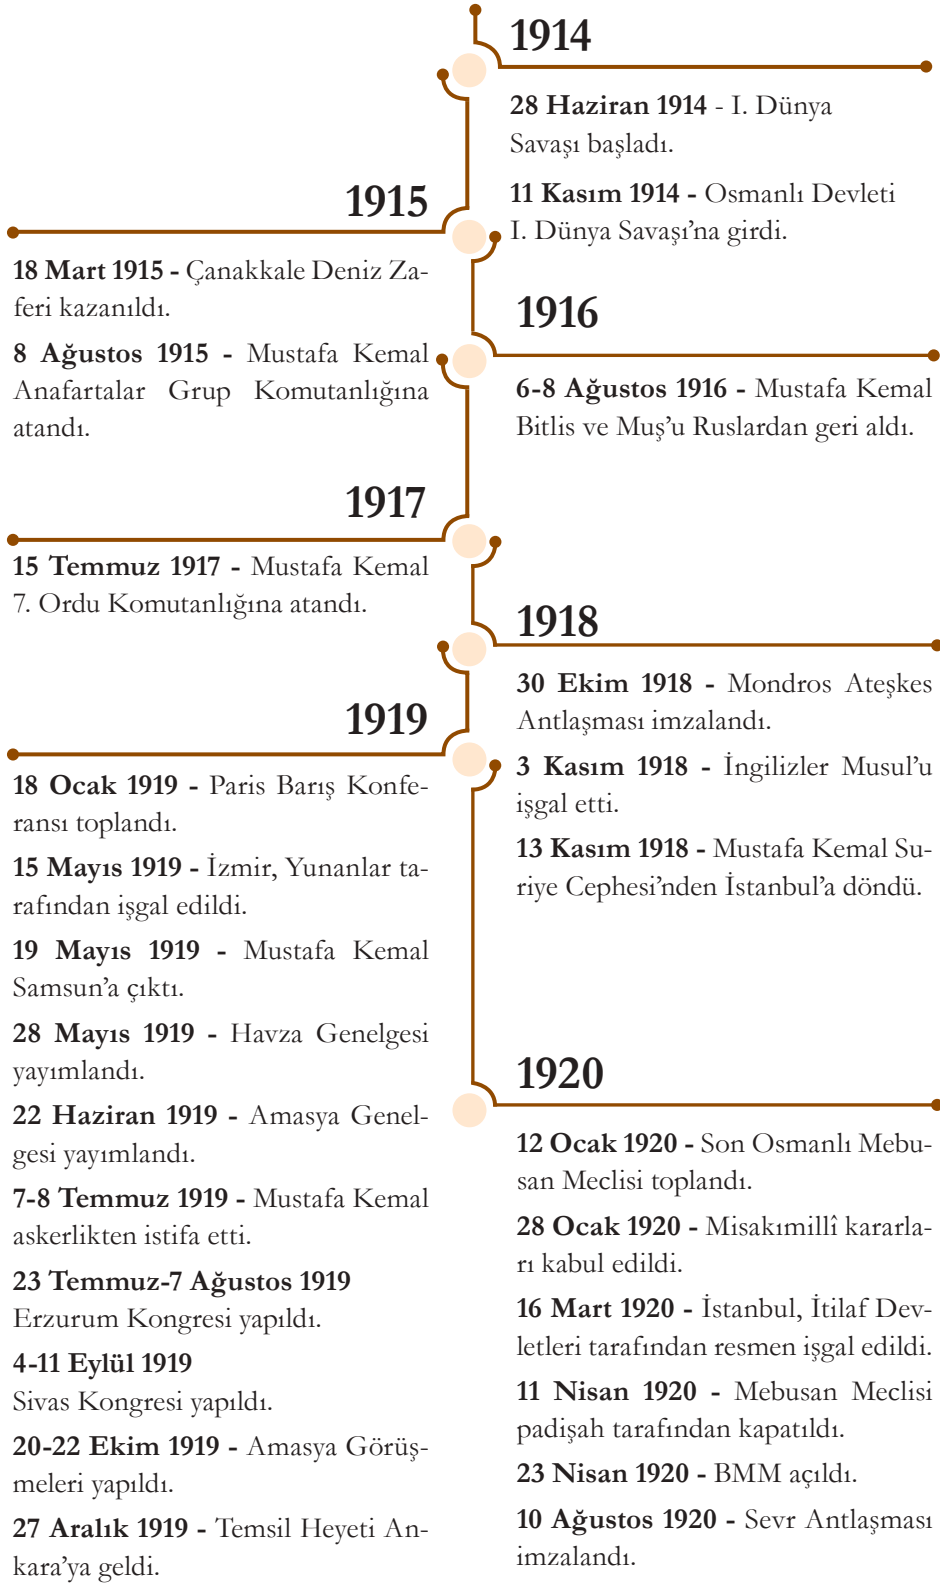 1914
28 Haziran 1914 - I. Dünya
Savaşı başladı.
11 Kasım 1914 - Osmanlı Devleti
I. Dünya Savaşı’na girdi.
1915
18 Mart 1915 - Çanakkale Deniz Za-
feri kazanıldı.
8 Ağustos 1915 - Mustafa Kemal
Anafartalar Grup Komutanlığına
atandı.
1916
6-8 Ağustos 1916 - Mustafa Kemal
Bitlis ve Muş’u Ruslardan geri aldı.
1917
15 Temmuz 1917 - Mustafa Kemal
7. Ordu Komutanlığına atandı.
1918
30 Ekim 1918 - Mondros Ateşkes
Antlaşması imzalandı.
3 Kasım 1918 - İngilizler Musul’u
işgal etti.
13 Kasım 1918 - Mustafa Kemal Su-
riye Cephesi’nden İstanbul’a döndü.
1919
18 Ocak 1919 - Paris Barış Konfe-
ransı toplandı.
15 Mayıs 1919 - İzmir, Yunanlar ta-
rafından işgal edildi.
19 Mayıs 1919 - Mustafa Kemal
Samsun’a çıktı.
28 Mayıs 1919 - Havza Genelgesi
yayımlandı.
22 Haziran 1919 - Amasya Genel-
gesi yayımlandı.
7-8 Temmuz 1919 - Mustafa Kemal
askerlikten istifa etti.
23 Temmuz-7 Ağustos 1919
Erzurum Kongresi yapıldı.
4-11 Eylül 1919
Sivas Kongresi yapıldı.
20-22 Ekim 1919 - Amasya Görüş-
meleri yapıldı.
27 Aralık 1919 - Temsil Heyeti An-
kara’ya geldi.
1920
12 Ocak 1920 - Son Osmanlı Mebu-
san Meclisi toplandı.
28 Ocak 1920 - Misakımillî kararla-
rı kabul edildi.
16 Mart 1920 - İstanbul, İtilaf Dev-
letleri tarafından resmen işgal edildi.
11 Nisan 1920 - Mebusan Meclisi
padişah tarafından kapatıldı.
23 Nisan 1920 - BMM açıldı.
10 Ağustos 1920 - Sevr Antlaşması
imzalandı.